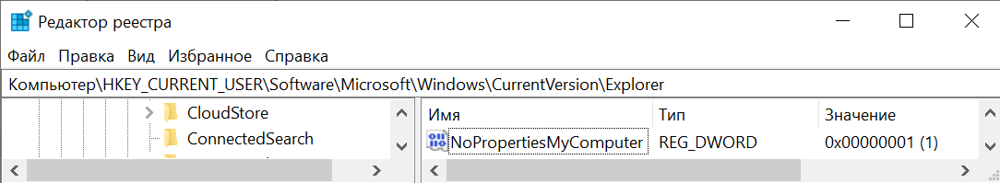 Редактор реестра
Файл Правка Вид Избранное Справка
Компьютер\HKEY_CURRENT_USER\Software\Microsoft\Windows\CurrentVersion\Explorer
CloudStore
ConnectedSearch
Имя Тип Значение
NoPropertiesMyComputer REG_DWORD 0x00000001 (1)